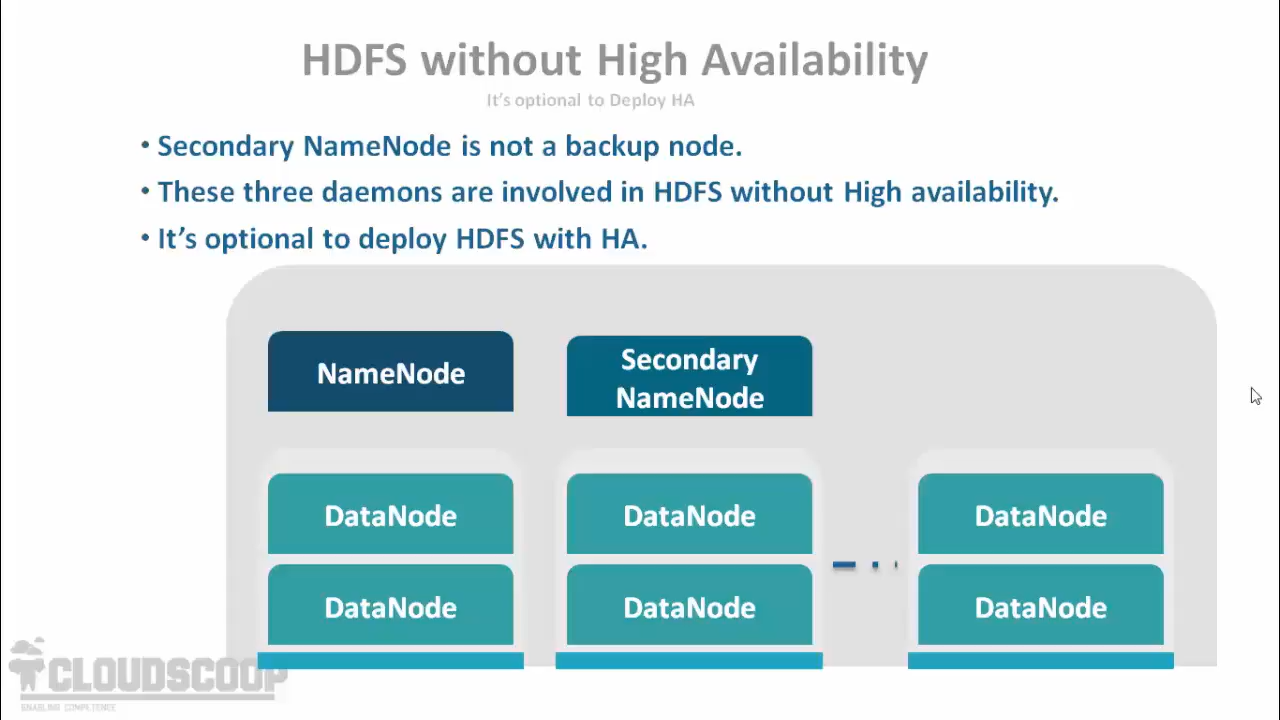 HDFS without High Availability
It's optional to Deploy HA
• Secondary NameNode is not a backup node.
• These three daemons are involved in HDFS without High availability.
• It's optional to deploy HDFS with HA.
NameNode
Secondary
NameNode
DataNode
DataNode
DataNode
DataNode
DataNode
DataNode
CLOUDSCOOP
ENABLING COMPETENCE